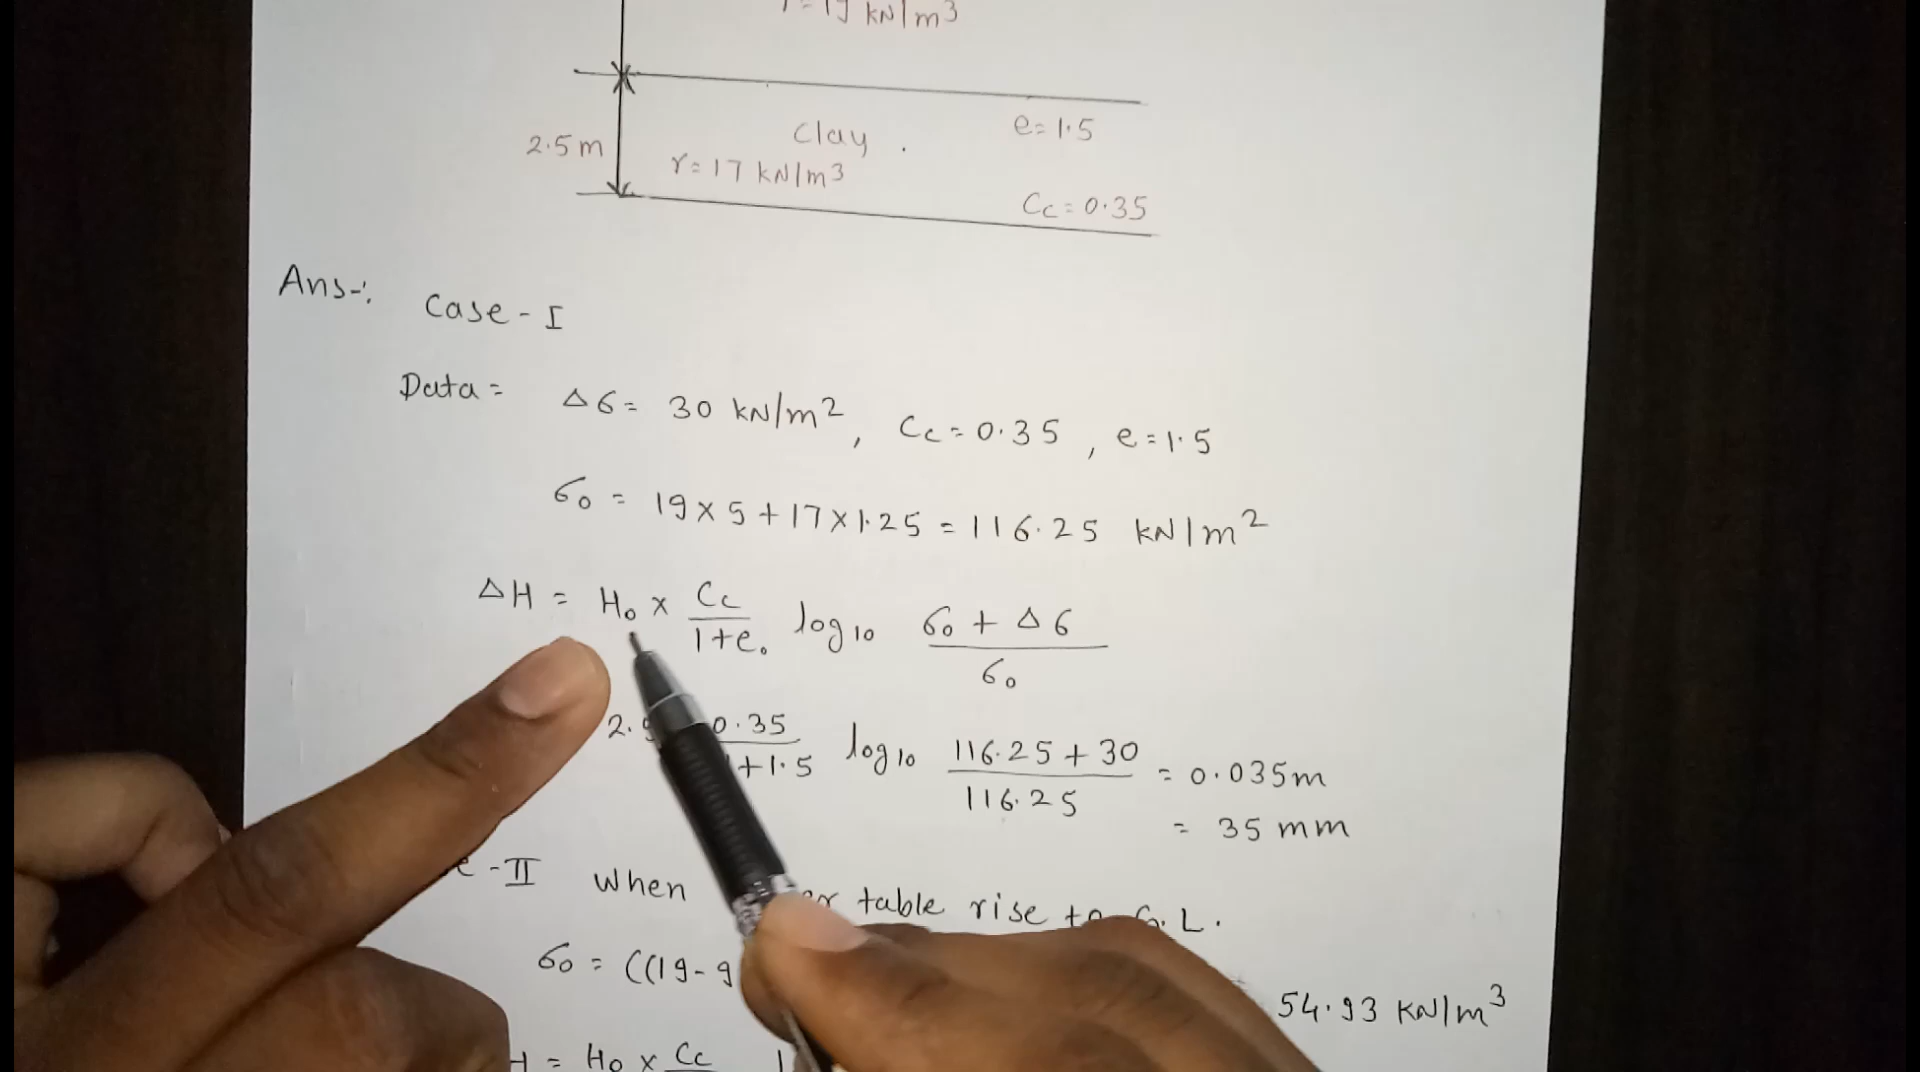 γ = 19 kN/m3
Clay .
e = 1.5
2.5 m
γ = 17 kN/m3
Cc = 0.35
Ans-:
Case - I
Data = Δσ = 30 kN/m2 , Cc = 0.35 , e = 1.5
σ0 = 19 x 5 + 17 x 1.25 = 116.25 kN/m2
ΔH = H0 x Cc / 1+e0 log10 σ0 + Δσ / σ0
0.35 / +1.5 log10 116.25 + 30 / 116.25 = 0.035m
= 35 mm
- II When table rise to G.L.
σ0 = ((19 - 9 54.93 KN/m3
H = H0 x Cc